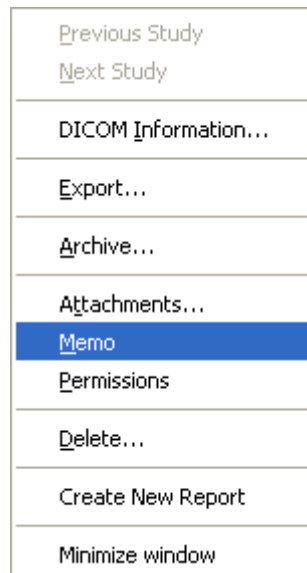 Previous Study
Next Study
DICOM Information...
Export...
Archive...
Attachments...
Memo
Permissions
Delete...
Create New Report
Minimize window